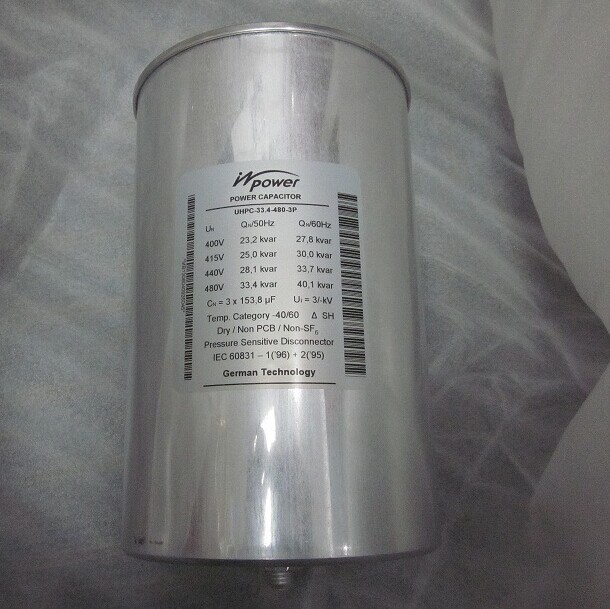 inpower
POWER CAPACITOR
UHPC-33.4-480-3P
UN QN/50Hz QN/60Hz
400V 23,2 kvar 27,8 kvar
415V 25,0 kvar 30,0 kvar
440V 28,1 kvar 33,7 kvar
480V 33,4 kvar 40,1 kvar
CN = 3 x 153,8 µF Ui = 3/-kV
Temp. Category -40/60 Δ SH
Dry / Non PCB / Non-SF₆
Pressure Sensitive Disconnector
IEC 60831 – 1('96) + 2('95)
German Technology